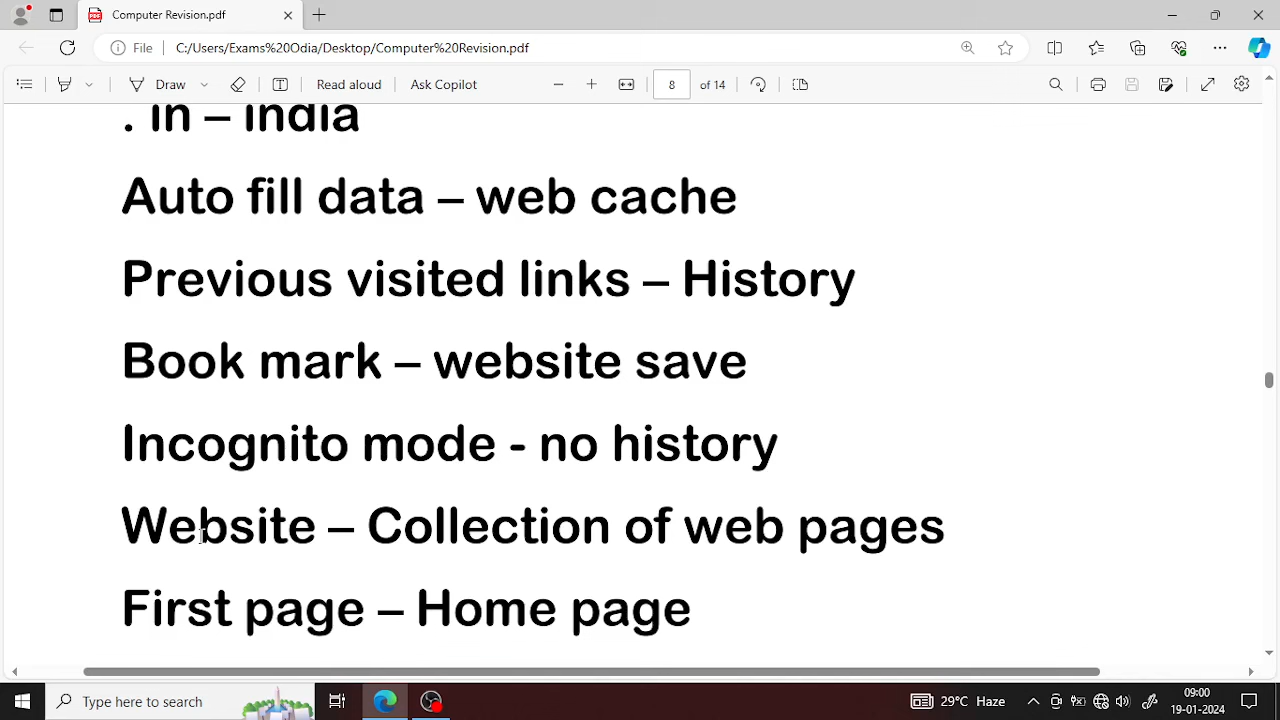 Computer Revision.pdf
File
C:/Users/Exams%20Odia/Desktop/Computer%20Revision.pdf
Draw
Read aloud
Ask Copilot
8 of 14
. in – india
Auto fill data – web cache
Previous visited links – History
Book mark – website save
Incognito mode - no history
Website – Collection of web pages
First page – Home page
Type here to search
29°C Haze
09:00
19-01-2024